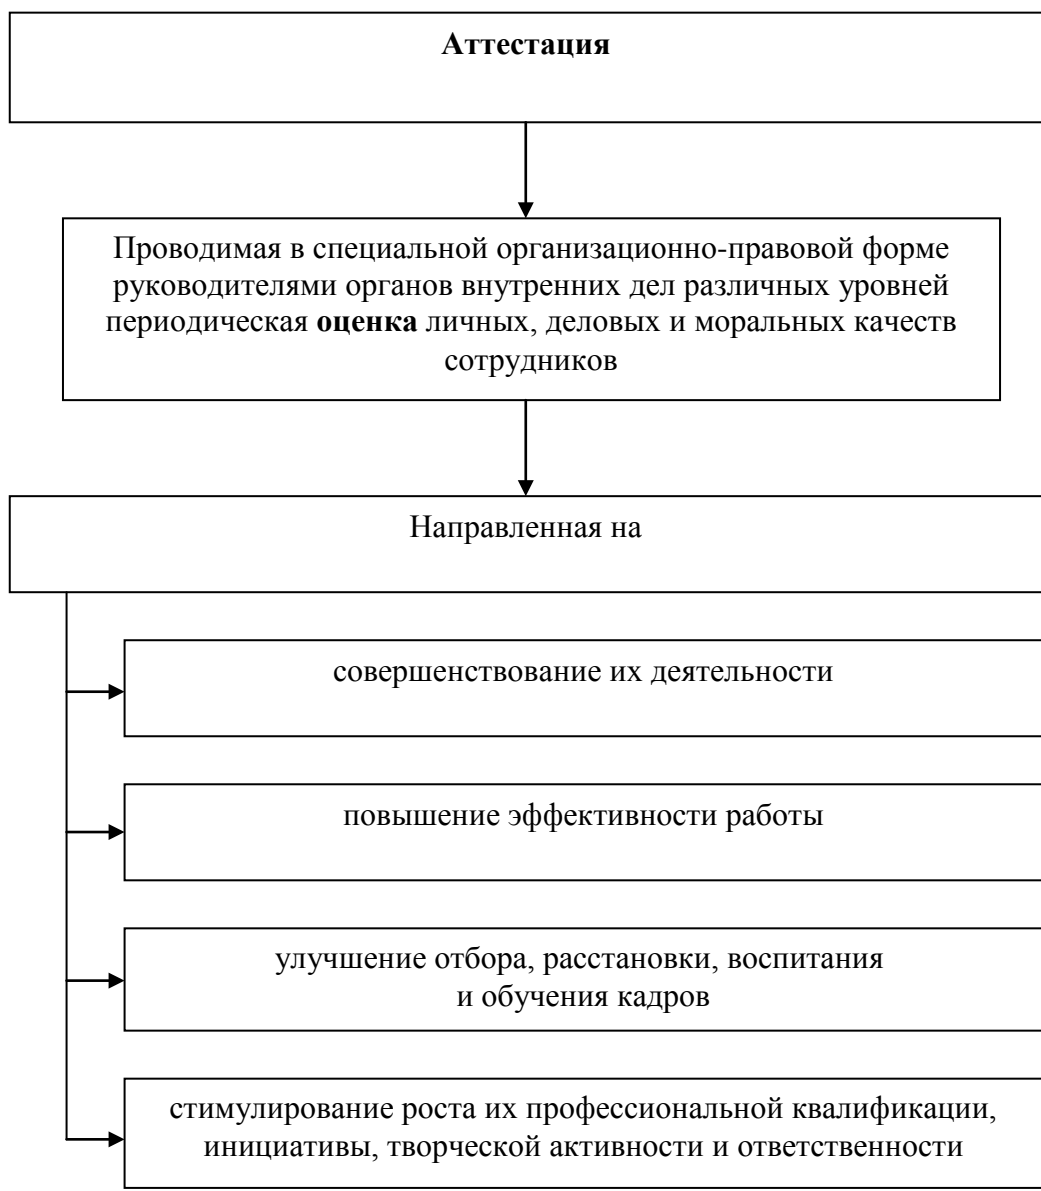 Аттестация
Проводимая в специальной организационно-правовой форме
руководителями органов внутренних дел различных уровней
периодическая оценка личных, деловых и моральных качеств
сотрудников
Направленная на
совершенствование их деятельности
повышение эффективности работы
улучшение отбора, расстановки, воспитания
и обучения кадров
стимулирование роста их профессиональной квалификации,
инициативы, творческой активности и ответственности